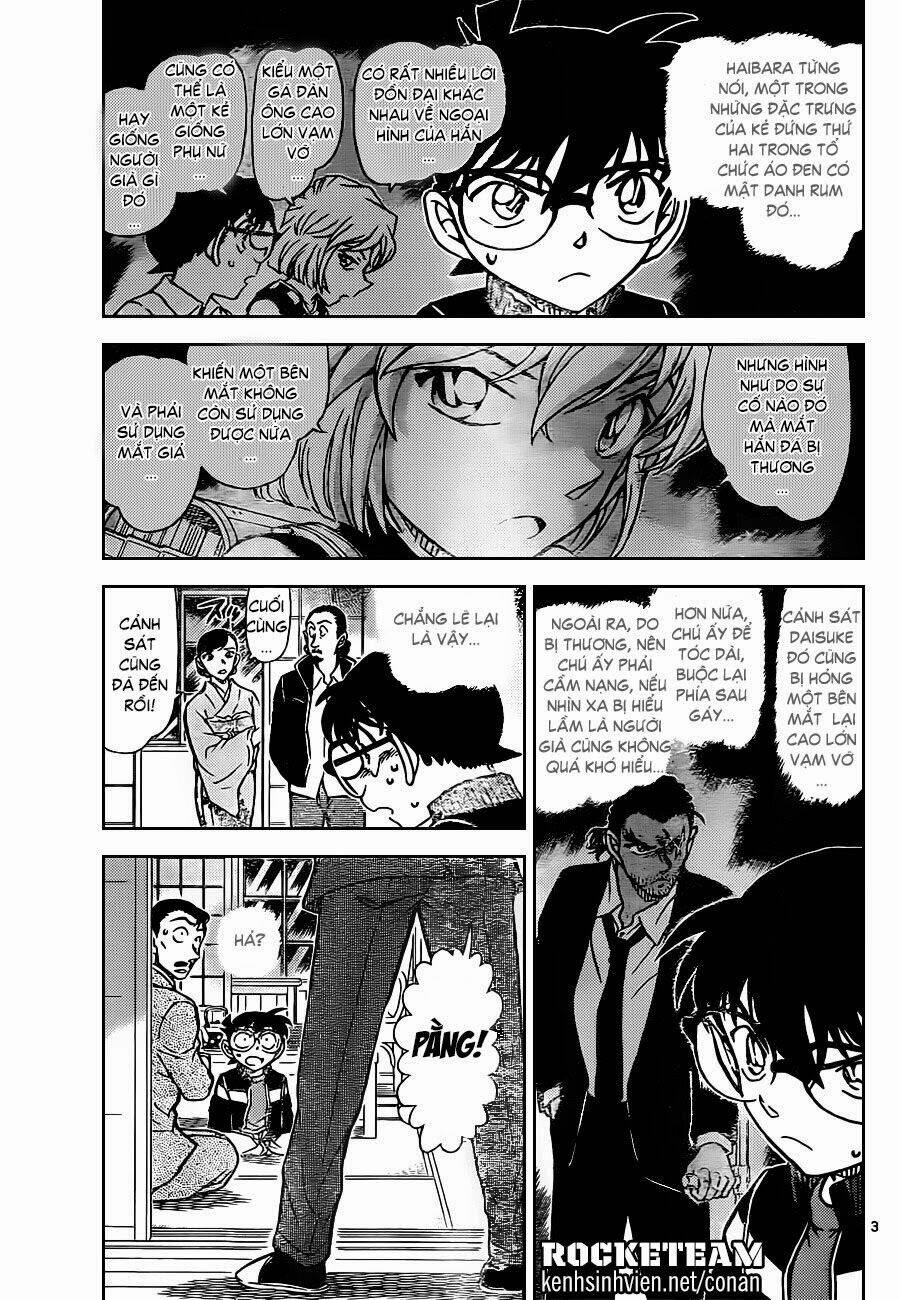 HAIBARA TỪNG
NÓI, MỘT TRONG
NHỮNG ĐẶC TRƯNG
CỦA KẺ ĐỨNG THỨ
HAI TRONG TỔ
CHỨC ÁO ĐEN CÓ
MẬT DANH RUM
ĐÓ...
CÓ RẤT NHIỀU LỜI
ĐỒN ĐẠI KHÁC
NHAU VỀ NGOẠI
HÌNH CỦA HẮN
...
KIỂU MỘT
GÃ ĐÀN
ÔNG CAO
LỚN VẠM
VỠ
...
CŨNG CÓ
THỂ LÀ
MỘT KẺ
GIỐNG
PHỤ NỮ
...
HAY
GIỐNG
NGƯỜI
GIÀ GÌ
ĐÓ
...
NHƯNG HÌNH
NHƯ DO SỰ
CỐ NÀO ĐÓ
MÀ MẮT
HẮN ĐÃ BỊ
THƯƠNG
...
KHIẾN MỘT BÊN
MẮT KHÔNG
CÒN SỬ DỤNG
ĐƯỢC NỮA
...
VÀ PHẢI
SỬ DỤNG
MẮT GIẢ
...
CẢNH SÁT
DAISUKE
ĐÓ CŨNG
BỊ HỎNG
MỘT BÊN
MẮT LẠI
CAO LỚN
VẠM VỠ
...
HƠN NỮA,
CHÚ ẤY ĐỂ
TÓC DÀI,
BUỘC LẠI
PHÍA SAU
GÁY...
NGOÀI RA, DO
BỊ THƯƠNG, NÊN
CHÚ ẤY PHẢI
CẦM NẠNG, NẾU
NHÌN XA BỊ HIỂU
LẦM LÀ NGƯỜI
GIÀ CŨNG KHÔNG
QUÁ KHÓ HIỂU...
CHẲNG LẼ LẠI
LÀ VẬY...
CUỐI
CÙNG,
CẢNH
SÁT CŨNG
ĐÃ ĐẾN
RỒI!
PẰNG!
HẢ?
3
ROCKETEAM
kenhsinhvien.net/conan